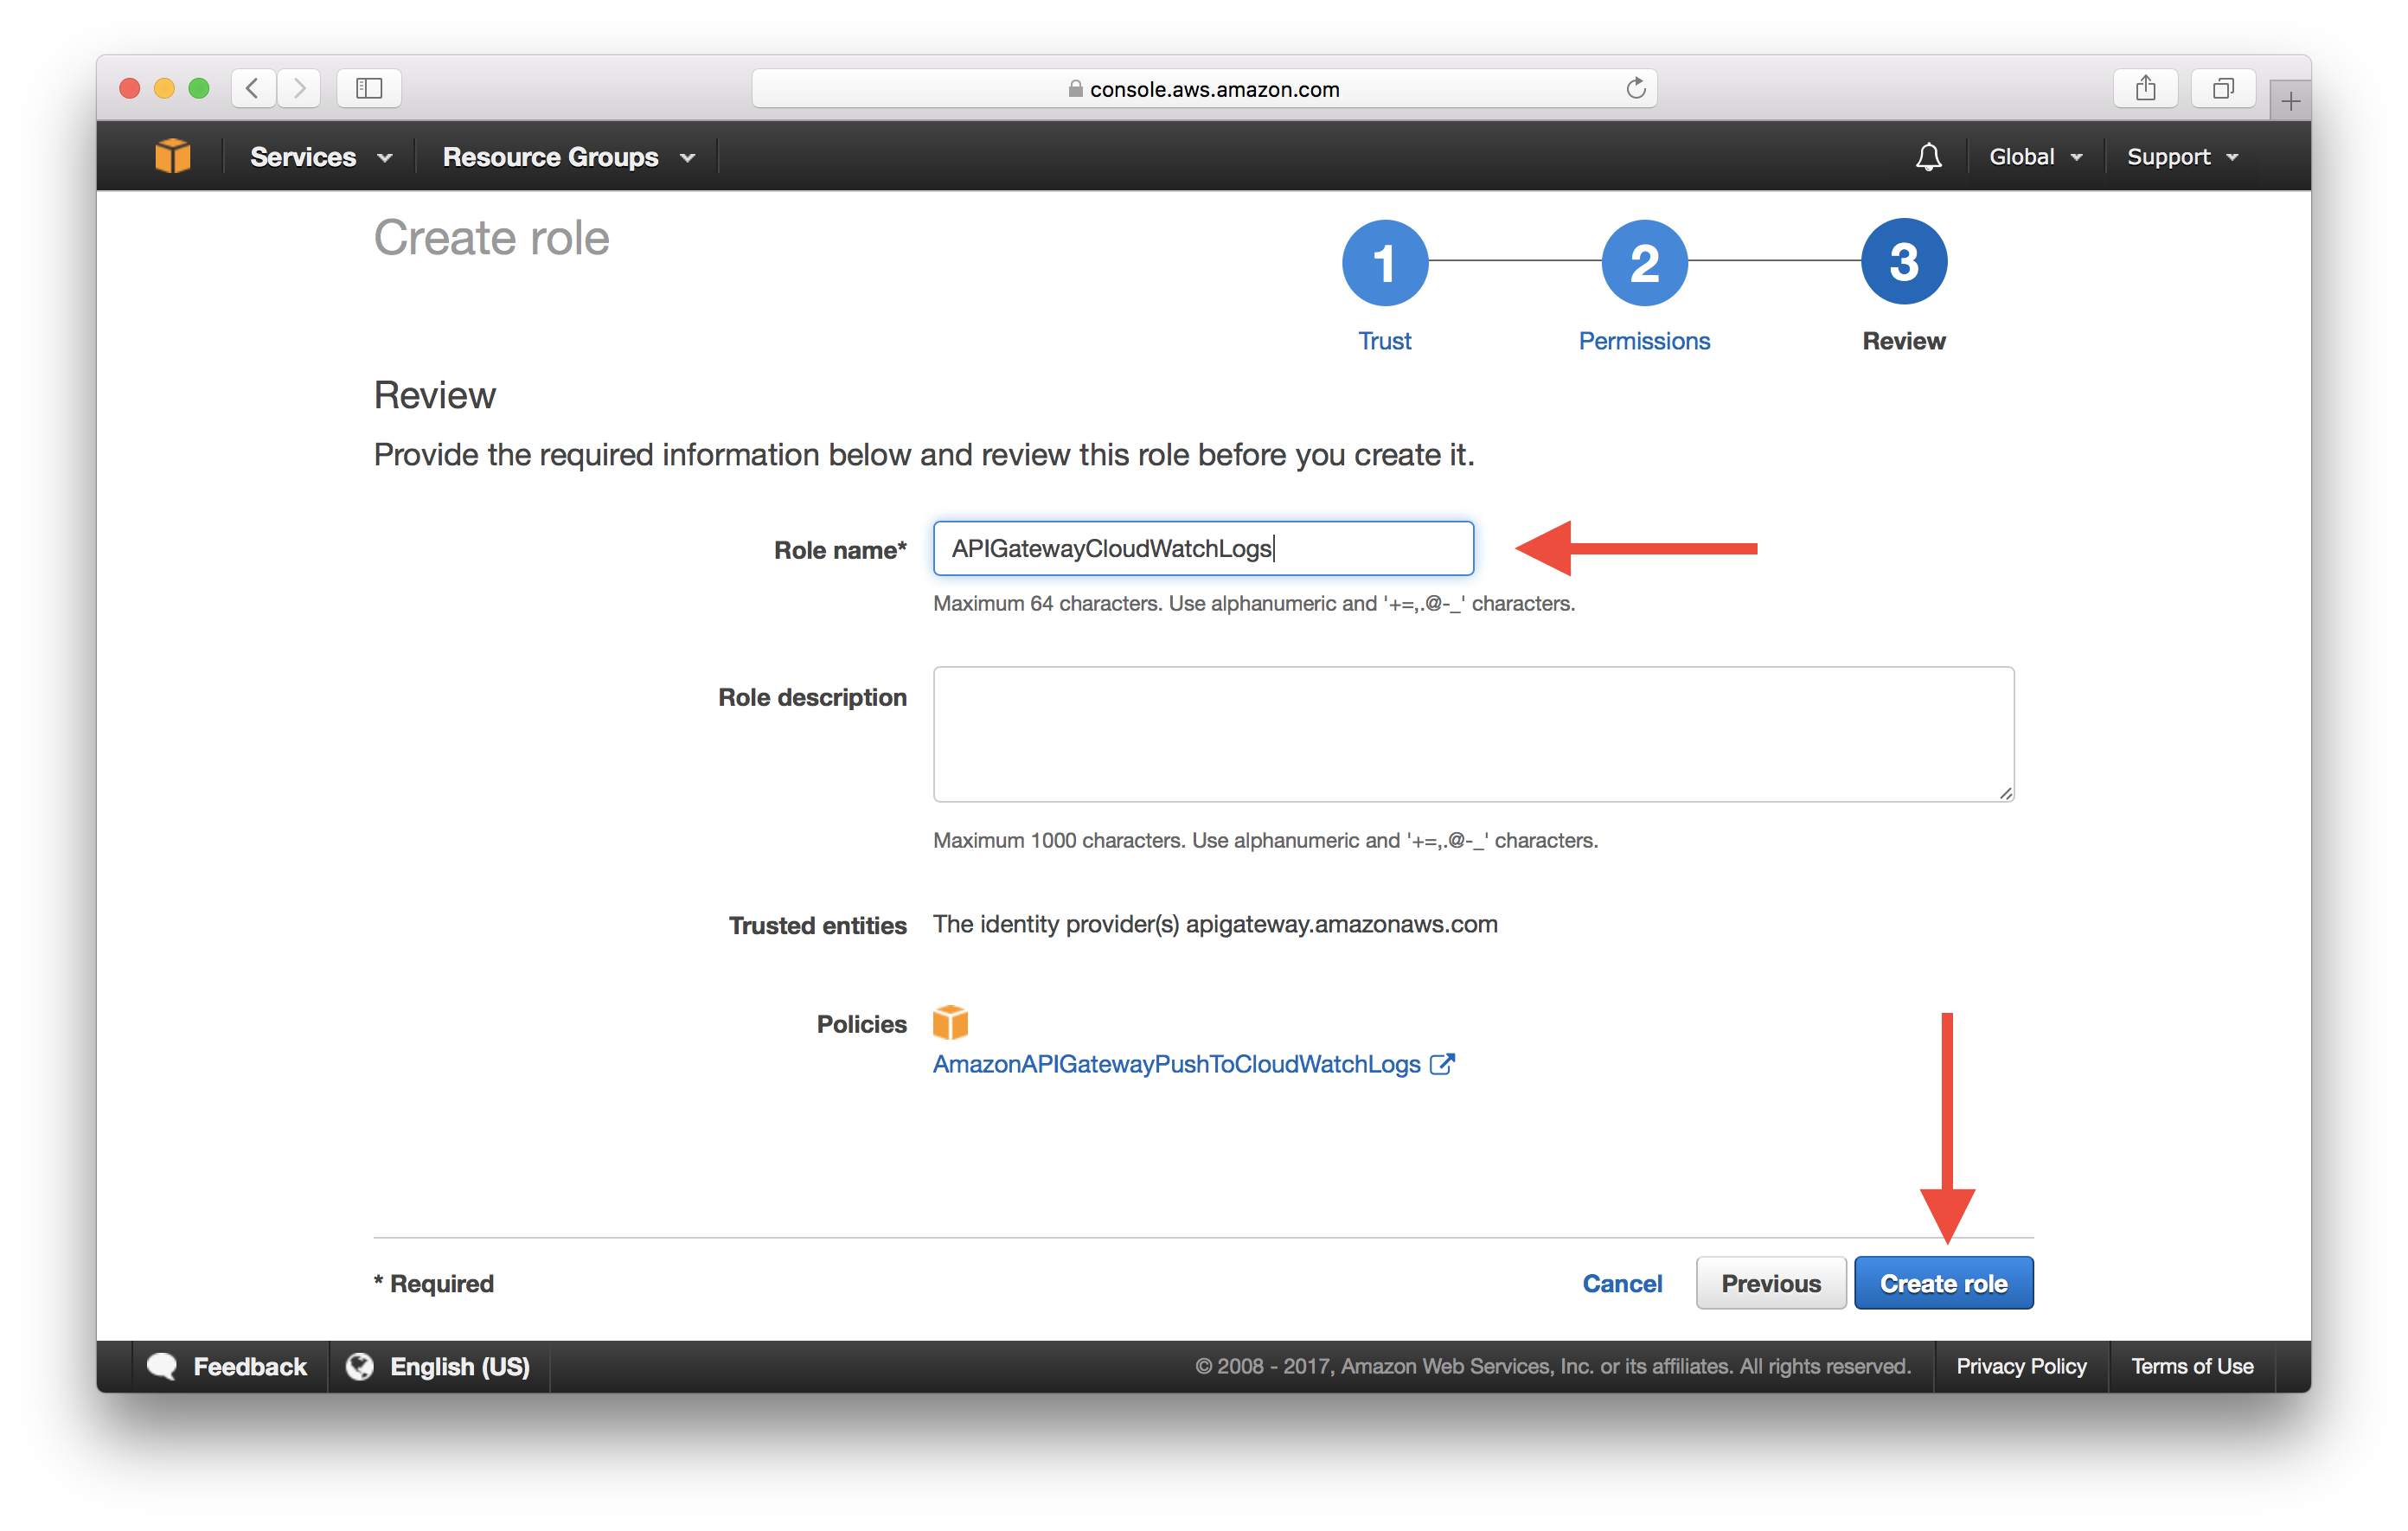 console.aws.amazon.com
Services Resource Groups Global Support
Create role
1 2 3
Trust Permissions Review
Review
Provide the required information below and review this role before you create it.
Role name* APIGatewayCloudWatchLogs
Maximum 64 characters. Use alphanumeric and '+=,.@-_' characters.
Role description
Maximum 1000 characters. Use alphanumeric and '+=,.@-_' characters.
Trusted entities The identity provider(s) apigateway.amazonaws.com
Policies
AmazonAPIGatewayPushToCloudWatchLogs
* Required Cancel Previous Create role
Feedback English (US) © 2008 - 2017, Amazon Web Services, Inc. or its affiliates. All rights reserved. Privacy Policy Terms of Use